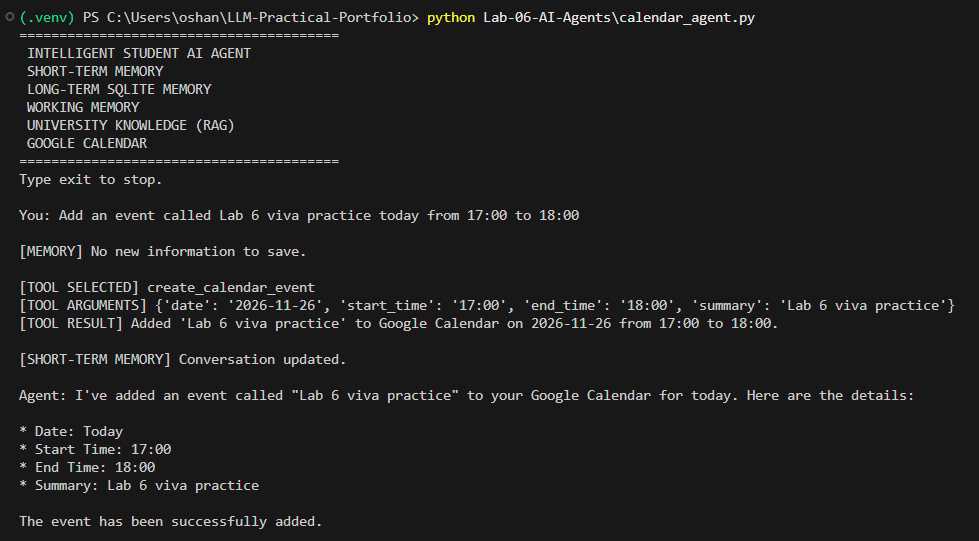 (.venv) PS C:\Users\oshan\LLM-Practical-Portfolio> python Lab-06-AI-Agents\calendar_agent.py
========================================
INTELLIGENT STUDENT AI AGENT
SHORT-TERM MEMORY
LONG-TERM SQLITE MEMORY
WORKING MEMORY
UNIVERSITY KNOWLEDGE (RAG)
GOOGLE CALENDAR
========================================
Type exit to stop.
You: Add an event called Lab 6 viva practice today from 17:00 to 18:00
[MEMORY] No new information to save.
[TOOL SELECTED] create_calendar_event
[TOOL ARGUMENTS] {'date': '2026-11-26', 'start_time': '17:00', 'end_time': '18:00', 'summary': 'Lab 6 viva practice'}
[TOOL RESULT] Added 'Lab 6 viva practice' to Google Calendar on 2026-11-26 from 17:00 to 18:00.
[SHORT-TERM MEMORY] Conversation updated.
Agent: I've added an event called "Lab 6 viva practice" to your Google Calendar for today. Here are the details:
* Date: Today
* Start Time: 17:00
* End Time: 18:00
* Summary: Lab 6 viva practice
The event has been successfully added.